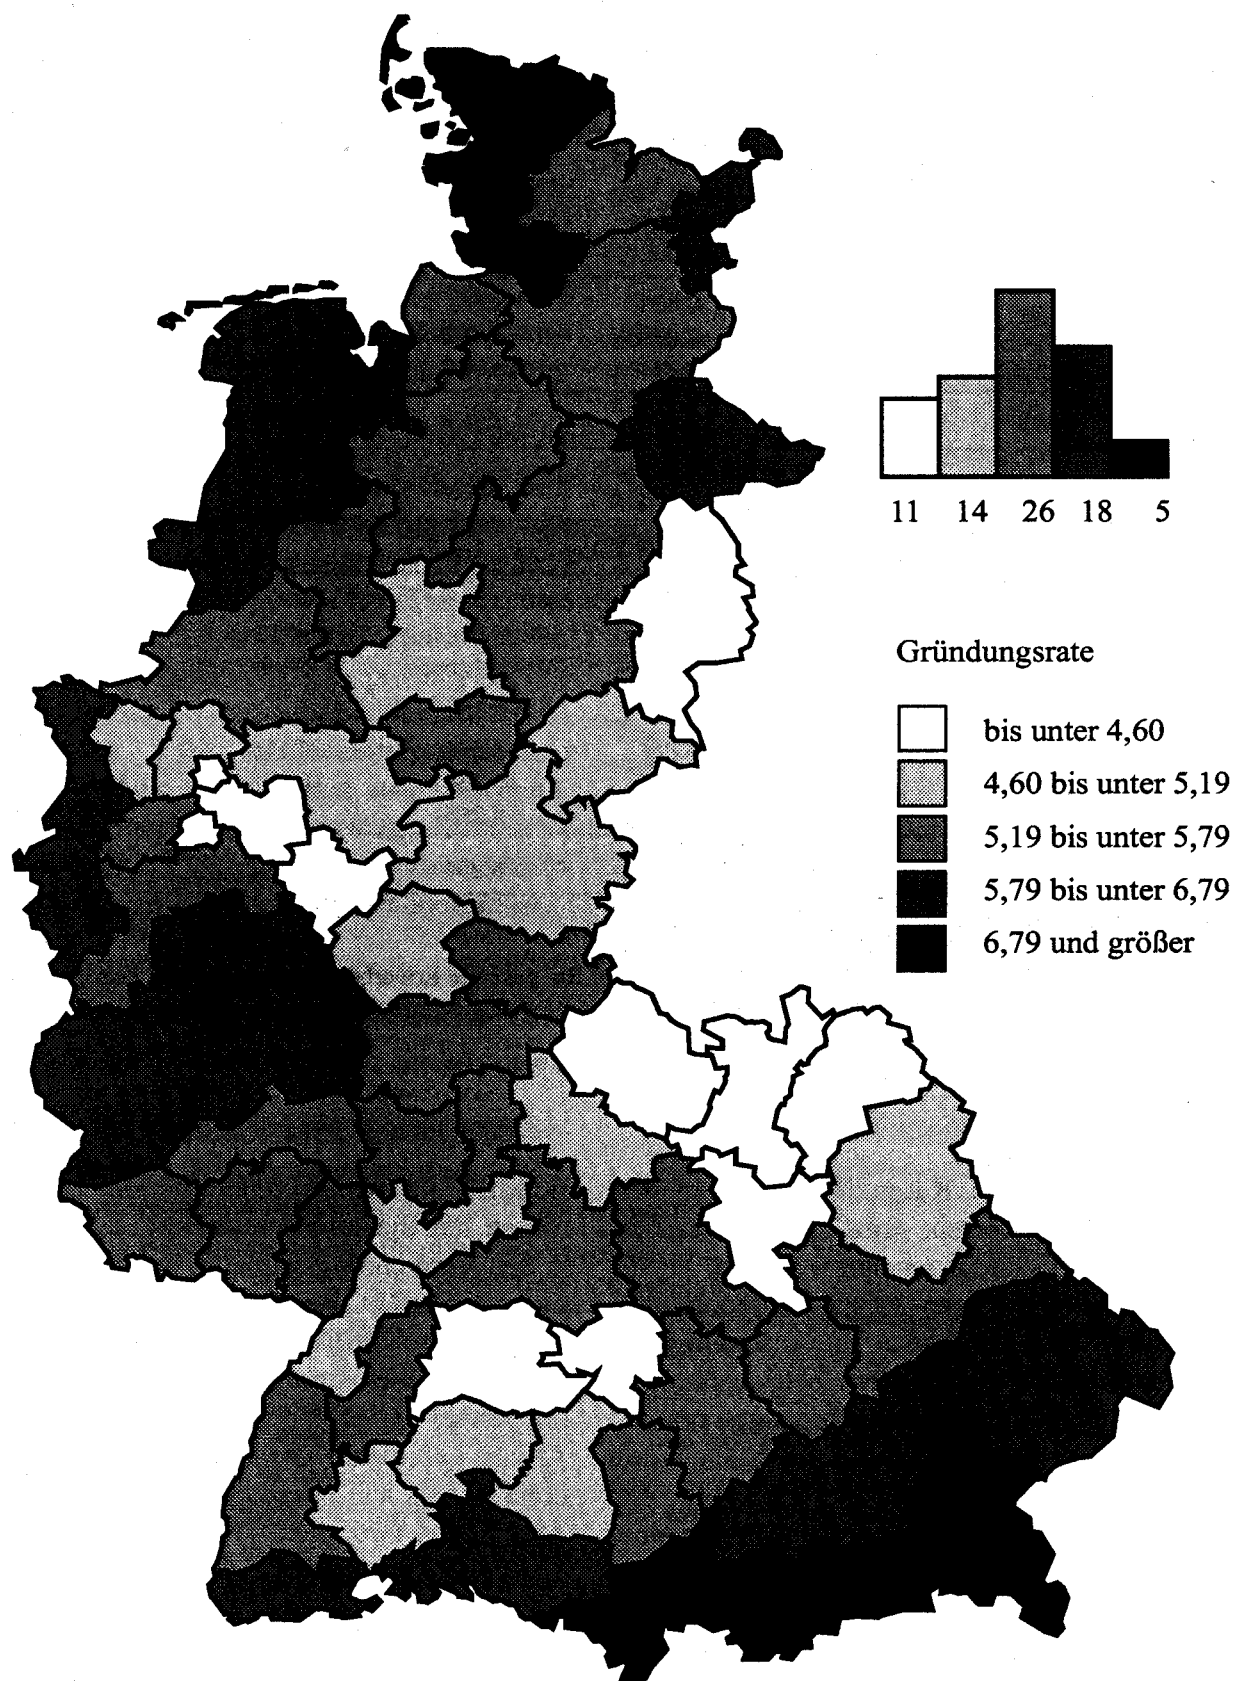 11 14 26 18 5
Gründungsrate
bis unter 4,60
4,60 bis unter 5,19
5,19 bis unter 5,79
5,79 bis unter 6,79
6,79 und größer